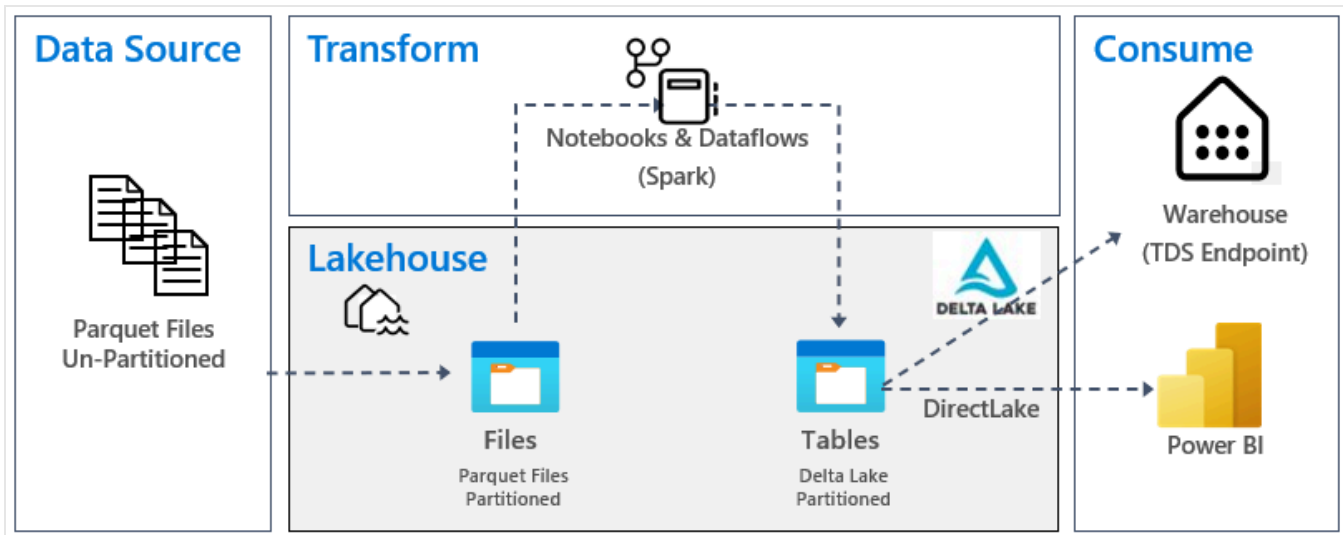 Data Source
Parquet Files
Un-Partitioned
Transform
Notebooks & Dataflows
(Spark)
Lakehouse
DELTA LAKE
Files
Parquet Files
Partitioned
Tables
Delta Lake
Partitioned
DirectLake
Consume
Warehouse
(TDS Endpoint)
Power BI